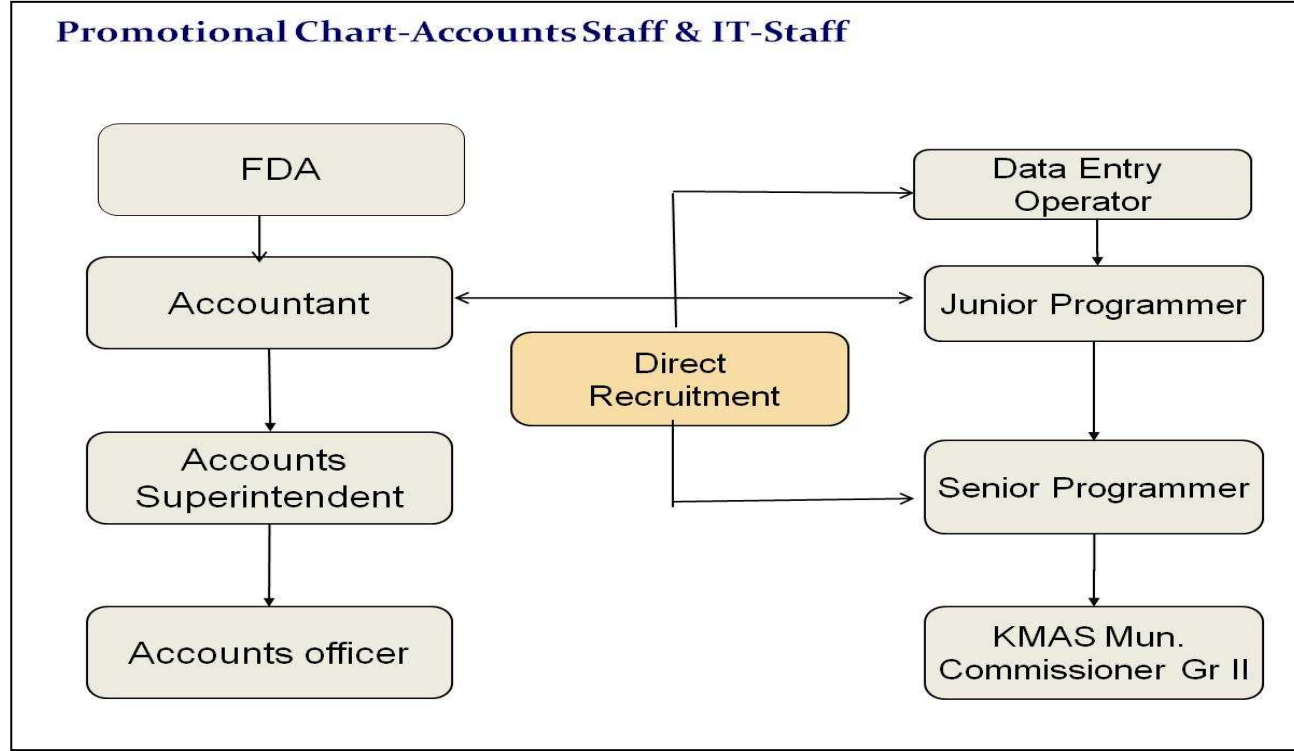 Promotional Chart-Accounts Staff & IT-Staff
FDA
Accountant
Accounts
Superintendent
Accounts officer
Direct
Recruitment
Data Entry
Operator
Junior Programmer
Senior Programmer
KMAS Mun.
Commissioner Gr II